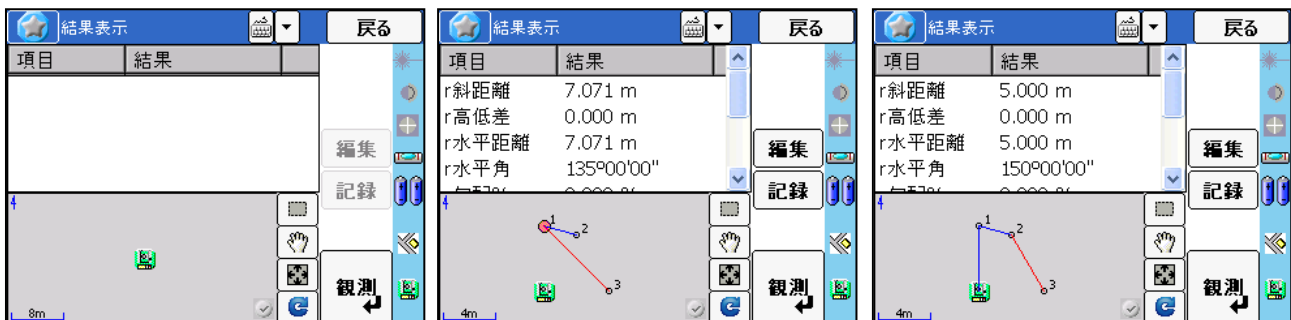 結果表示
戻る
項目 結果
編集
記録
4
観測
8m
結果表示
戻る
項目 結果
r斜距離 7.071 m
r高低差 0.000 m
r水平距離 7.071 m
r水平角 135º00'00"
編集
記録
4
1
2
3
観測
4m
結果表示
戻る
項目 結果
r斜距離 5.000 m
r高低差 0.000 m
r水平距離 5.000 m
r水平角 150º00'00"
編集
記録
4
1
2
3
観測
4m